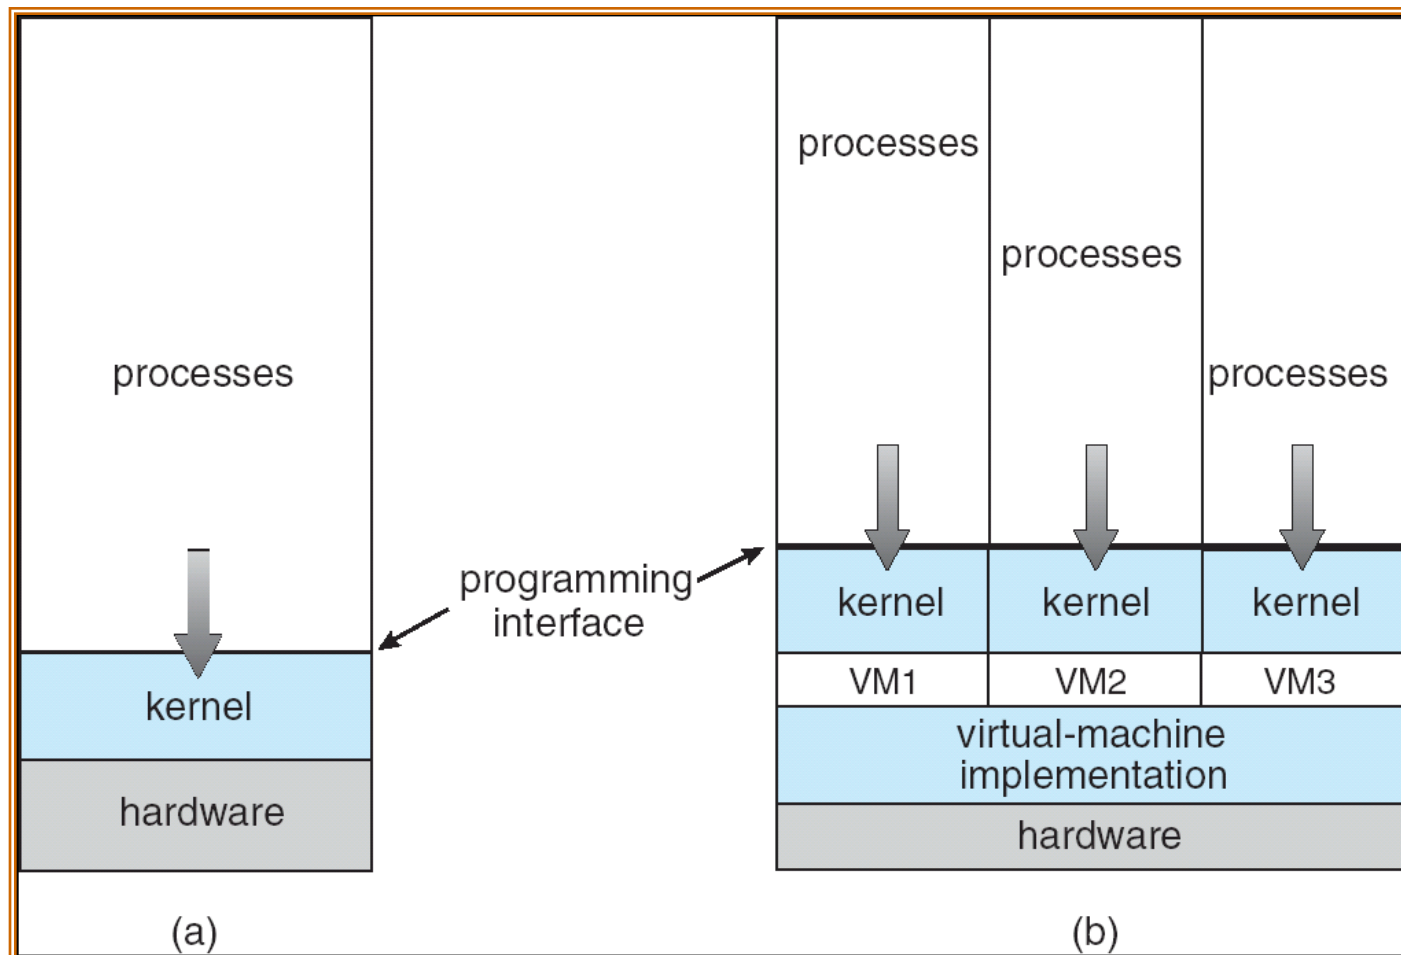 processes
programming
interface
kernel
hardware
(a)
processes
processes
processes
kernel
kernel
kernel
VM1
VM2
VM3
virtual-machine
implementation
hardware
(b)